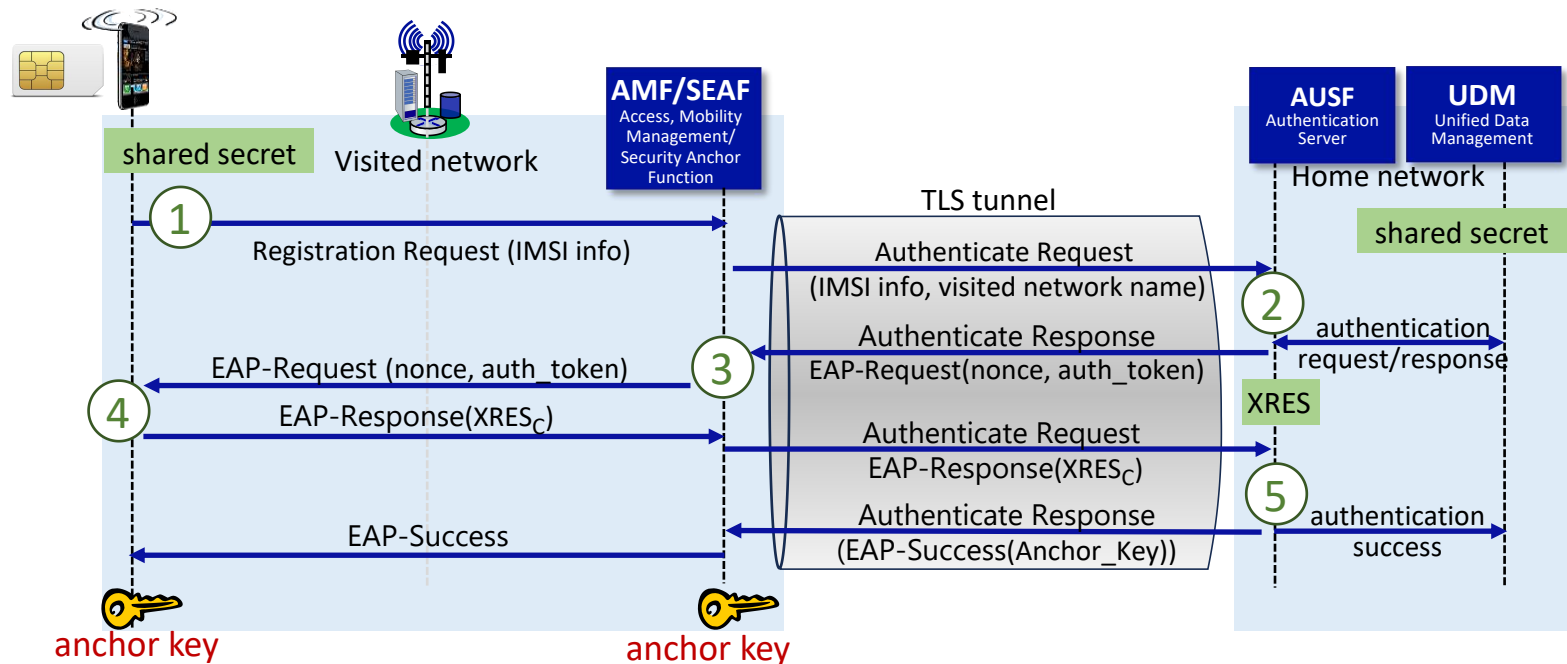 AMF/SEAF
Access, Mobility
Management/
Security Anchor
Function
AUSF
Authentication
Server
UDM
Unified Data
Management
shared secret
Visited network
Home network
TLS tunnel
shared secret
1
Registration Request (IMSI info)
Authenticate Request
(IMSI info, visited network name)
2
authentication
request/response
Authenticate Response
EAP-Request(nonce, auth_token)
3
EAP-Request (nonce, auth_token)
4
XRES
EAP-Response(XRESC)
Authenticate Request
EAP-Response(XRESC)
5
authentication
success
Authenticate Response
(EAP-Success(Anchor_Key))
EAP-Success
anchor key
anchor key